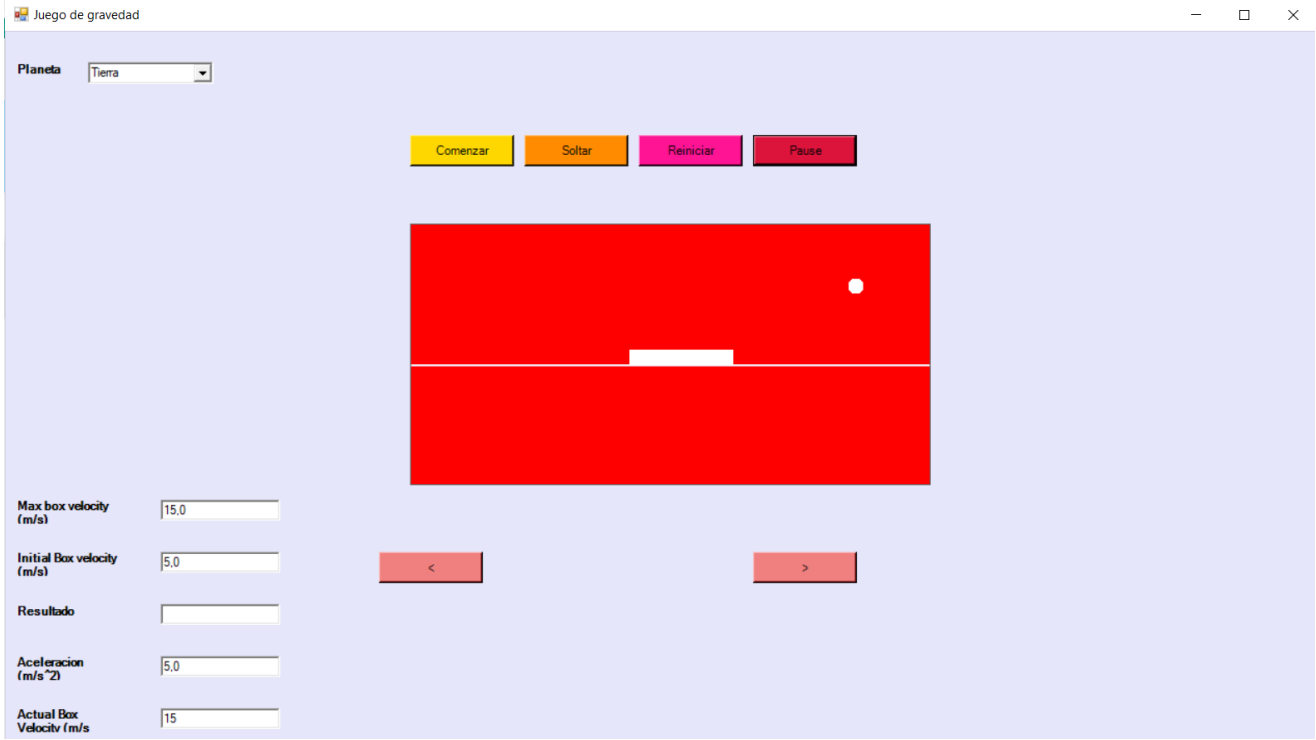 Juego de gravedad
Planeta
Tierra
Comenzar
Soltar
Reiniciar
Pause
Max box velocity
(m/s)
15,0
Initial Box velocity
(m/s)
5,0
<
>
Resultado
Aceleracion
(m/s^2)
5,0
Actual Box
Velocity (m/s
15